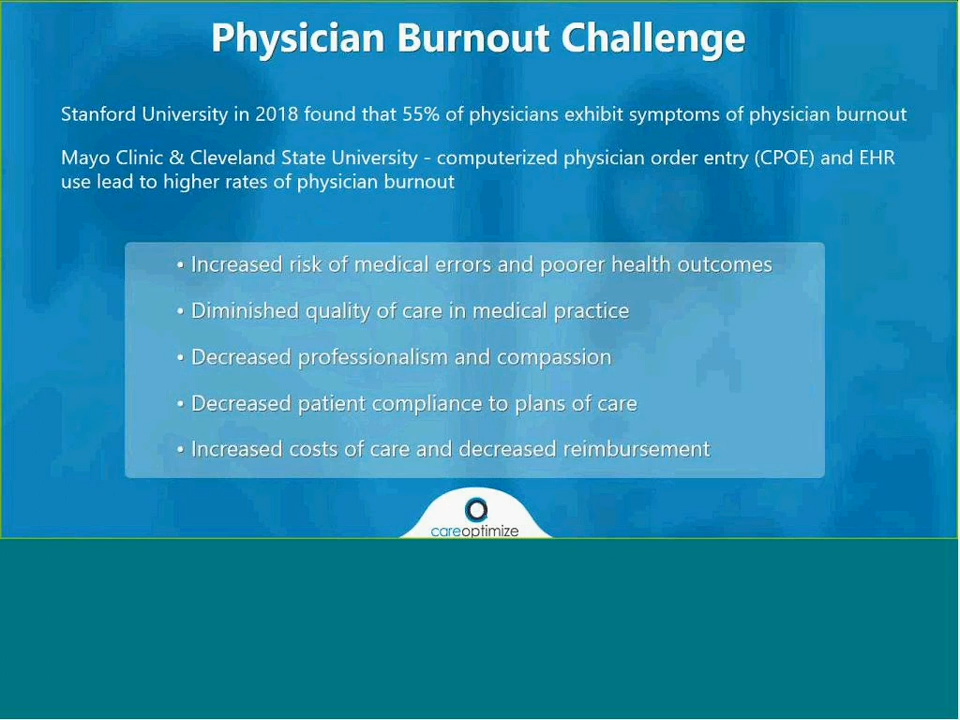 Physician Burnout Challenge
Stanford University in 2018 found that 55% of physicians exhibit symptoms of physician burnout
Mayo Clinic & Cleveland State University - computerized physician order entry (CPOE) and EHR
use lead to higher rates of physician burnout
• Increased risk of medical errors and poorer health outcomes
• Diminished quality of care in medical practice
• Decreased professionalism and compassion
• Decreased patient compliance to plans of care
• Increased costs of care and decreased reimbursement
careoptimize